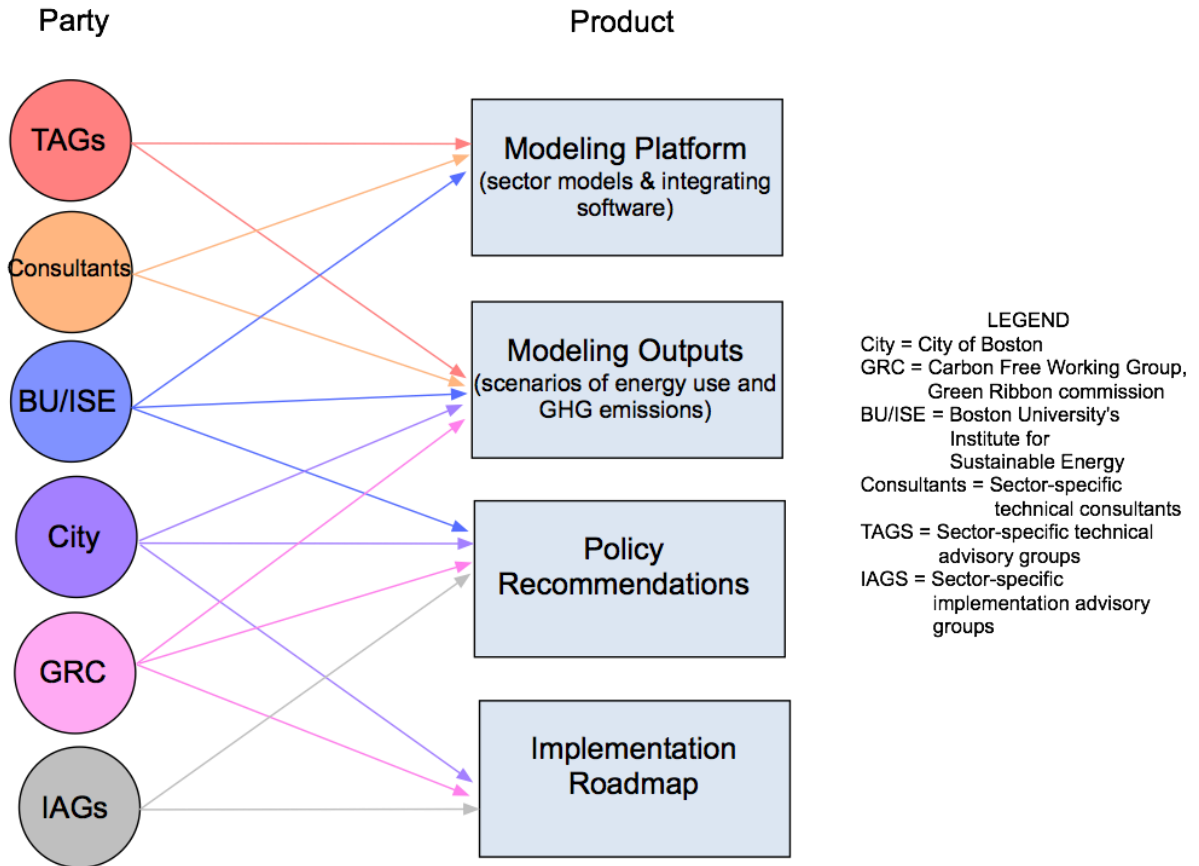 Party
Product
TAGs
Consultants
BU/ISE
City
GRC
IAGs
Modeling Platform
(sector models & integrating
software)
Modeling Outputs
(scenarios of energy use and
GHG emissions)
Policy
Recommendations
Implementation
Roadmap
LEGEND
City = City of Boston
GRC = Carbon Free Working Group,
Green Ribbon commission
BU/ISE = Boston University's
Institute for
Sustainable Energy
Consultants = Sector-specific
technical consultants
TAGS = Sector-specific technical
advisory groups
IAGS = Sector-specific
implementation advisory
groups